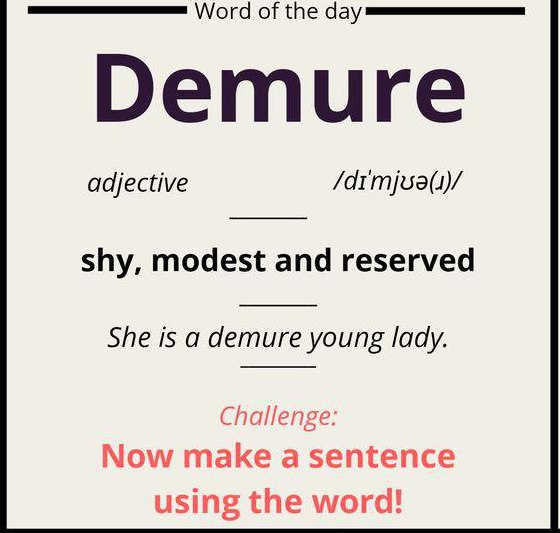 Word of the day
Demure
adjective /dɪˈmjʊə(ɹ)/
shy, modest and reserved
She is a demure young lady.
Challenge:
Now make a sentence
using the word!